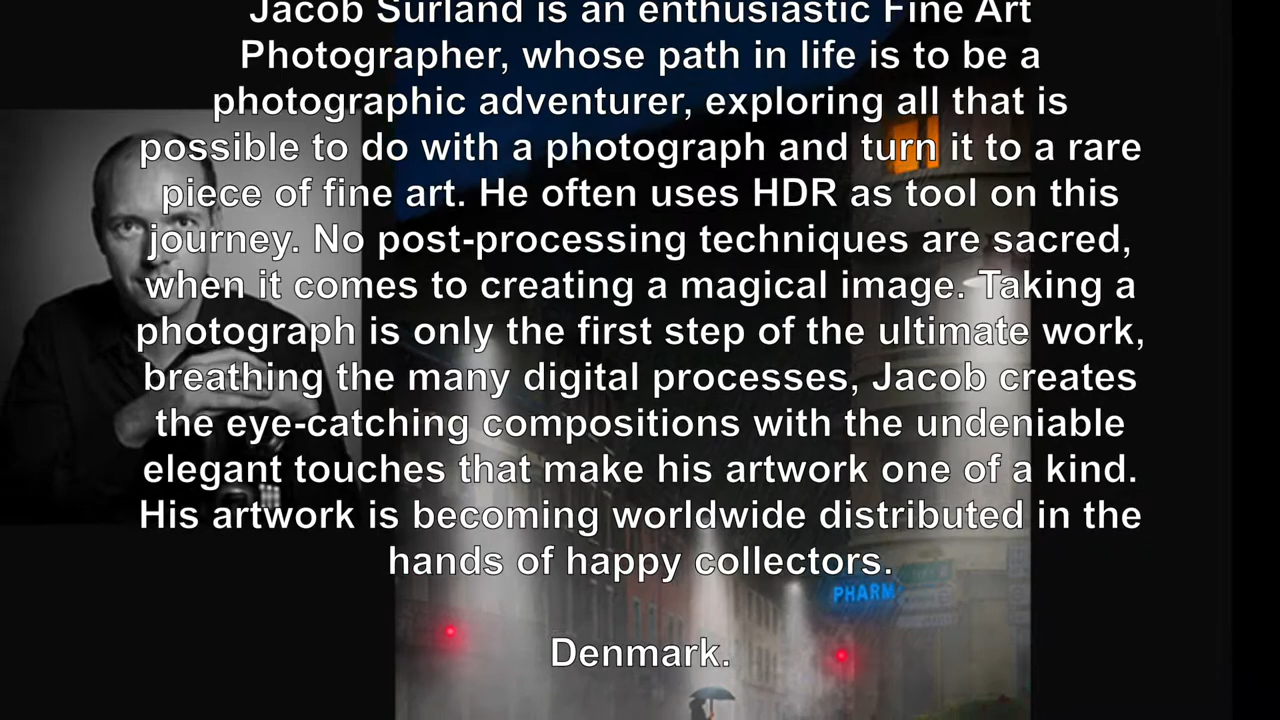 Jacob Surland is an enthusiastic Fine Art
Photographer, whose path in life is to be a
photographic adventurer, exploring all that is
possible to do with a photograph and turn it to a rare
piece of fine art. He often uses HDR as tool on this
journey. No post-processing techniques are sacred,
when it comes to creating a magical image. Taking a
photograph is only the first step of the ultimate work,
breathing the many digital processes, Jacob creates
the eye-catching compositions with the undeniable
elegant touches that make his artwork one of a kind.
His artwork is becoming worldwide distributed in the
hands of happy collectors.
PHARM
Denmark.